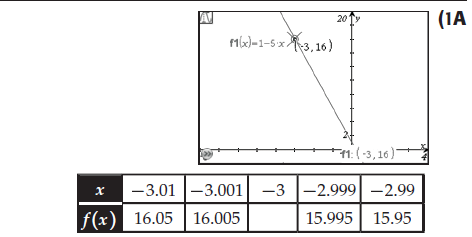 (1A
20 y
f1(x)=1-5·x (-3,16)
2
x
f1: (-3,16) 4
x −3.01 −3.001 −3 −2.999 −2.99
f(x) 16.05 16.005 15.995 15.95